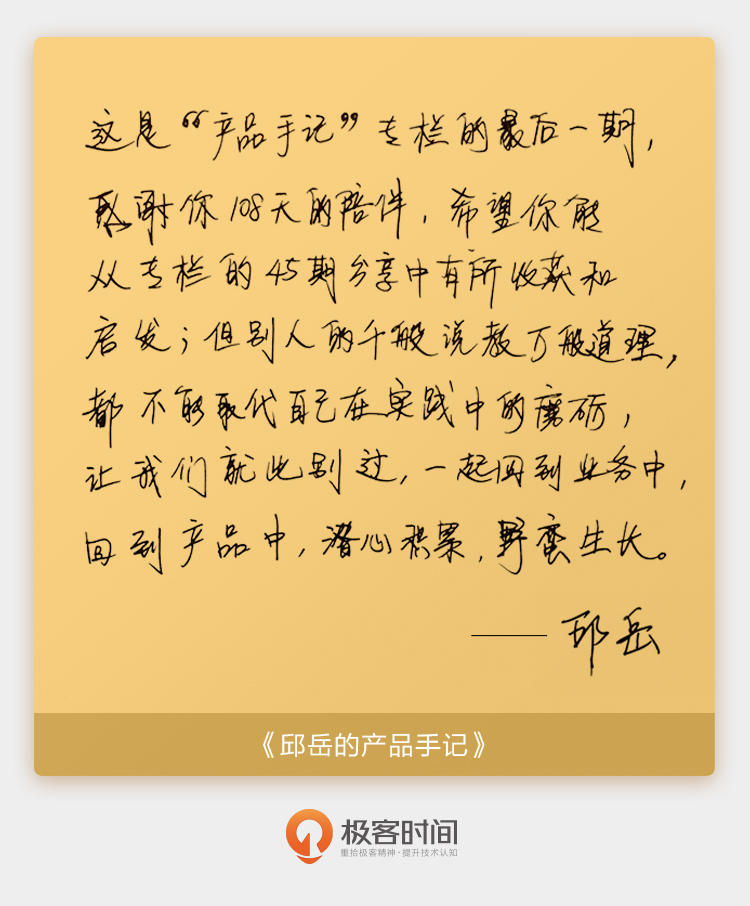 这是“产品手记”专栏的最后一期，
感谢你108天的陪伴，希望你能
从专栏的45期分享中有所收获和
启发；但别人的千般说教万般道理，
都不能取代自己在实践中的磨砺，
让我们就此别过，一起回到业务中，
回到产品中，潜心积累，野蛮生长。
—— 邱岳
《邱岳的产品手记》
极客时间
重拾极客精神·提升技术认知